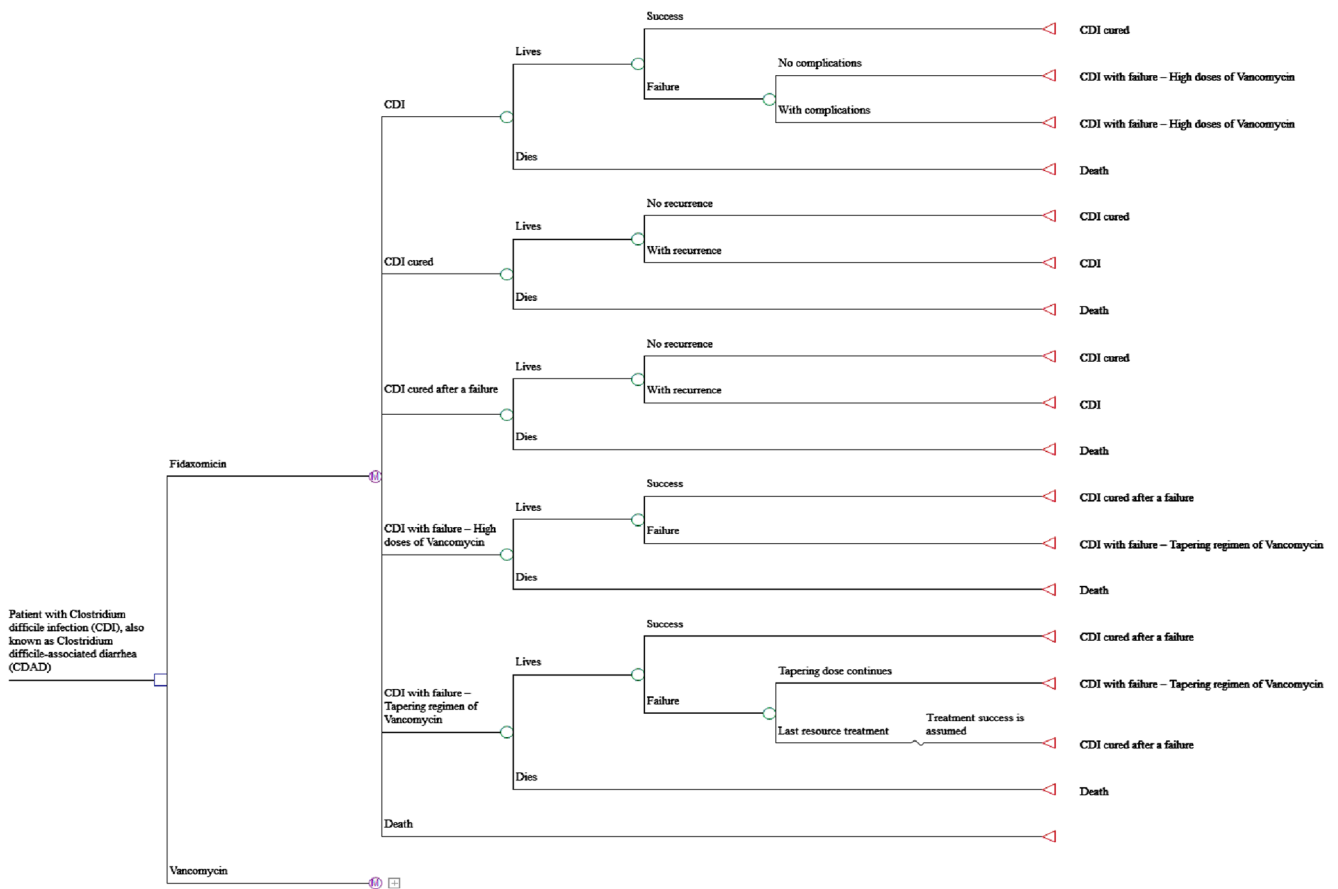 Success
CDI cured
Lives
No complications
CDI with failure – High doses of Vancomycin
Failure
With complications
CDI
CDI with failure – High doses of Vancomycin
Dies
Death
No recurrence
CDI cured
Lives
With recurrence
CDI cured
CDI
Dies
Death
No recurrence
CDI cured
Lives
CDI cured after a failure
With recurrence
CDI
Dies
Death
Fidaxomicin
M
Success
CDI cured after a failure
Lives
CDI with failure – High
doses of Vancomycin
Failure
CDI with failure – Tapering regimen of Vancomycin
Dies
Death
Patient with Clostridium
difficile infection (CDI), also
known as Clostridium
difficile-associated diarrhea
(CDAD)
Success
CDI cured after a failure
Lives
Tapering dose continues
CDI with failure – Tapering regimen of Vancomycin
CDI with failure –
Tapering regimen of
Vancomycin
Failure
Last resource treatment
Treatment success is
assumed
CDI cured after a failure
Dies
Death
Death
Vancomycin
M
+